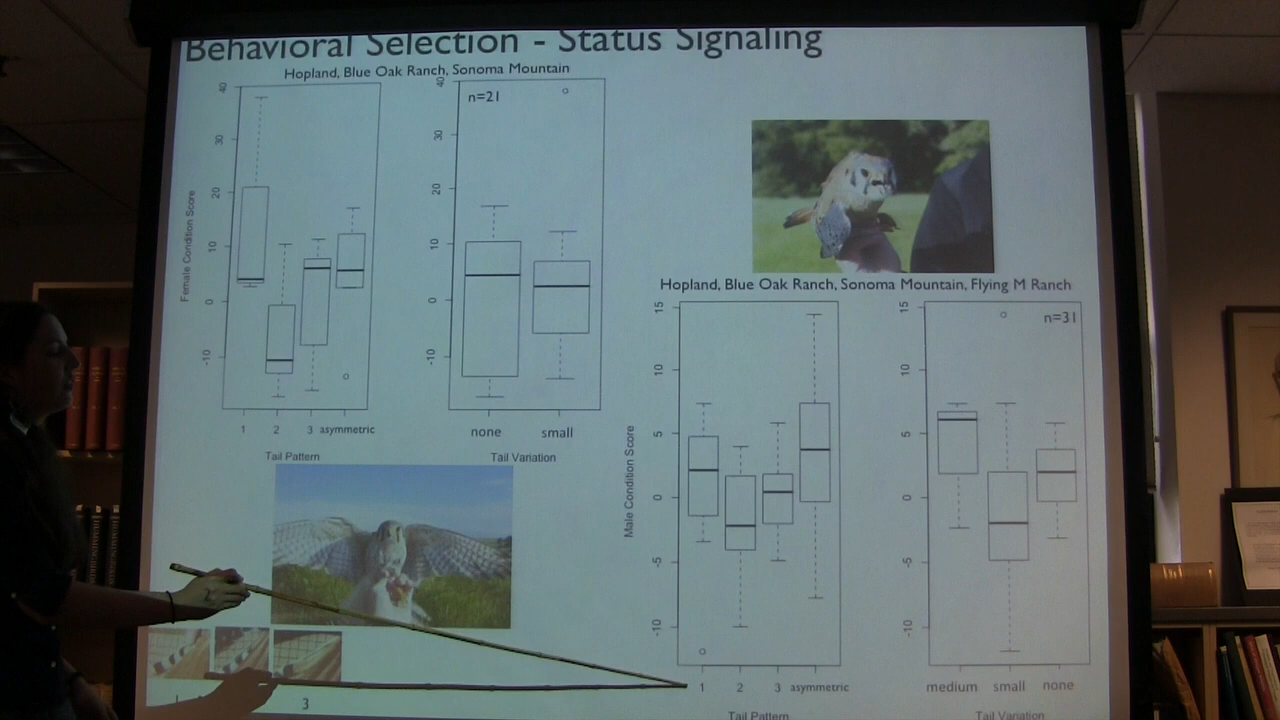 Behavioral Selection - Status Signaling
Hopland, Blue Oak Ranch, Sonoma Mountain
Female Condition Score
40
30
20
10
0
-10
1 2 3 asymmetric
Tail Pattern
n=21
40
30
20
10
0
-10
none small
Tail Variation
Hopland, Blue Oak Ranch, Sonoma Mountain, Flying M Ranch
Male Condition Score
15
10
5
0
-5
-10
1 2 3 asymmetric
Tail Pattern
n=31
15
10
5
0
-5
-10
medium small none
Tail Variation
3